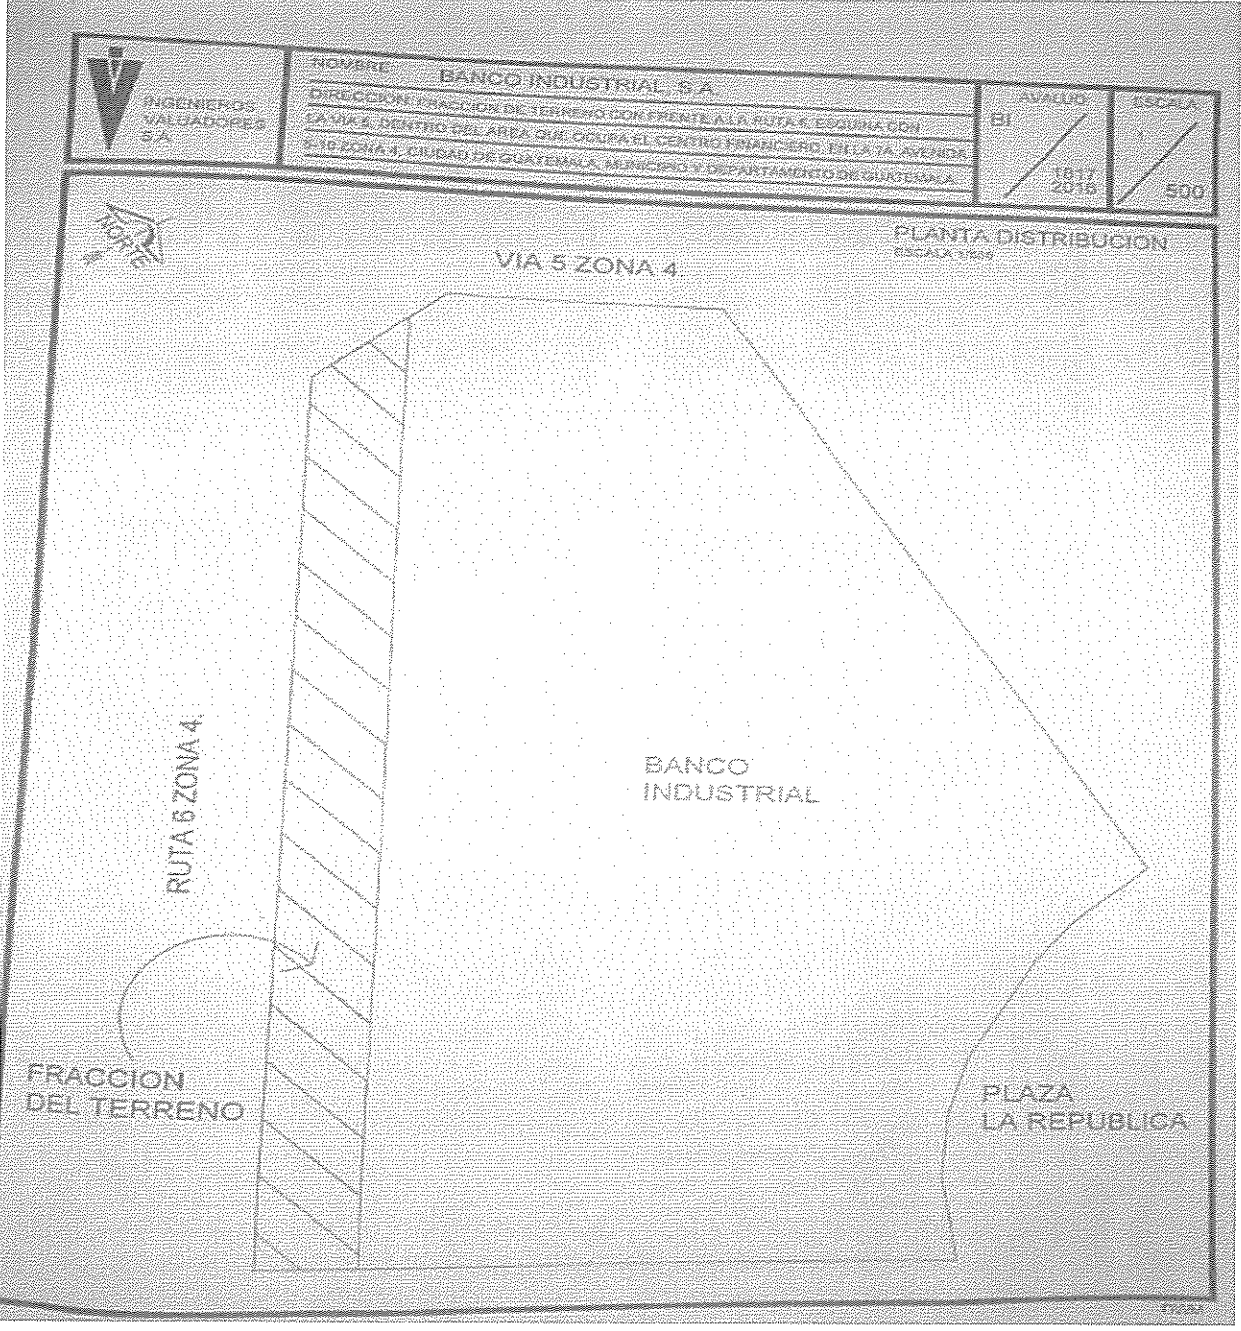 INGENIEROS
VALUADORES
S.A.
NOMBRE
BANCO INDUSTRIAL, S.A.
DIRECCION: FRACCION DE TERRENO CON FRENTE A LA RUTA 6, ESQUINA CON
LA VIA 5, DENTRO DEL AREA QUE OCUPA EL CENTRO FINANCIERO, EN LA 7A. AVENIDA
5-10 ZONA 4, CIUDAD DE GUATEMALA, MUNICIPIO Y DEPARTAMENTO DE GUATEMALA
AVALUO
BI
1817
2016
ESCALA
1
500
NORTE
PLANTA DISTRIBUCION
VIA 5 ZONA 4
RUTA 6 ZONA 4.
BANCO
INDUSTRIAL
FRACCION
DEL TERRENO
PLAZA
LA REPUBLICA